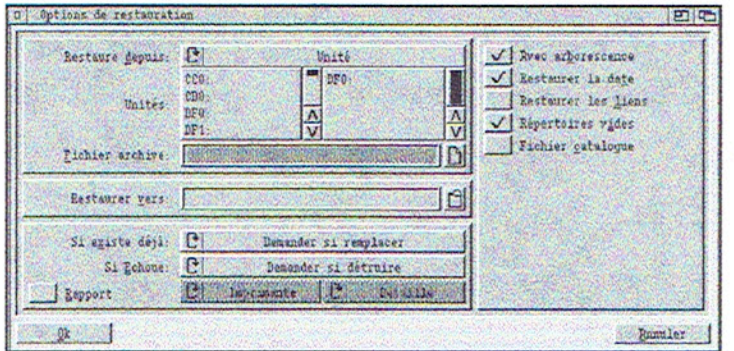 Options de restauration
Restaure depuis:
Unité
Unités
CC0:
CD0:
DF0:
DF1:
DF0:
Fichier archive:
Restaurer vers:
Si existe déjà:
Demander si remplacer
Si Echoue:
Demander si détruire
Rapport
Imprimante
Détaillé
Avec arborescence
Restaurer la date
Restaurer les liens
Répertoires vides
Fichier catalogue
Ok
Annuler